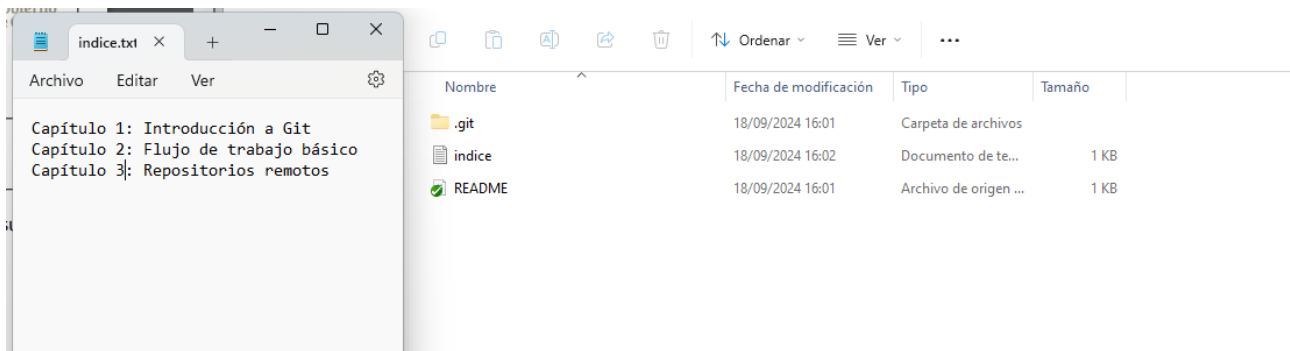 indice.txt
Archivo Editar Ver
Capítulo 1: Introducción a Git
Capítulo 2: Flujo de trabajo básico
Capítulo 3: Repositorios remotos
Ordenar Ver
Nombre Fecha de modificación Tipo Tamaño
.git 18/09/2024 16:01 Carpeta de archivos
indice 18/09/2024 16:02 Documento de te... 1 KB
README 18/09/2024 16:01 Archivo de origen ... 1 KB